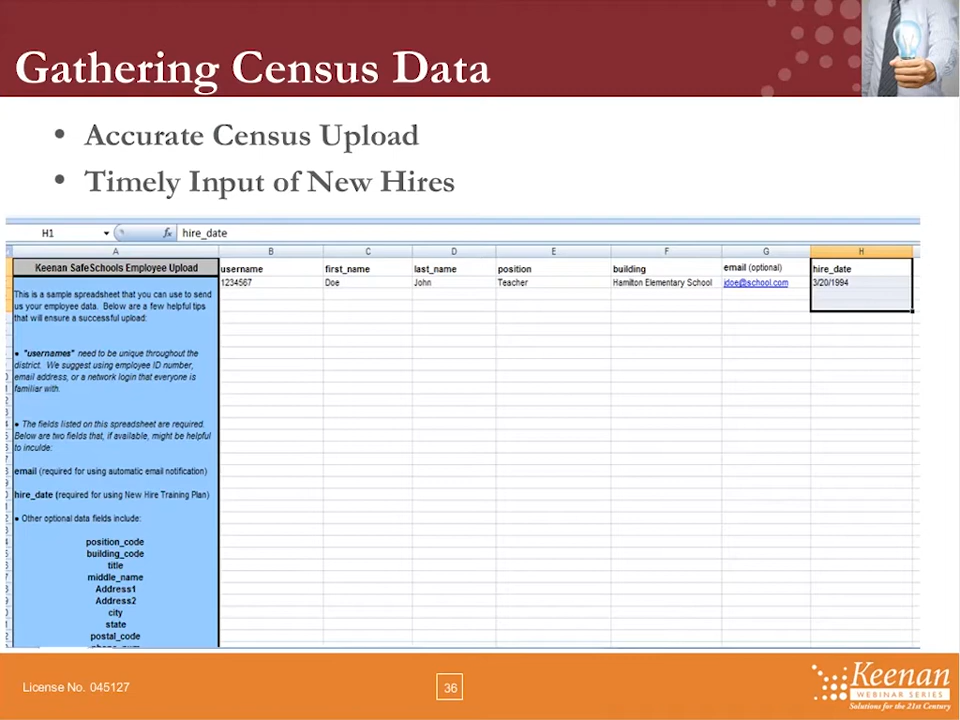 Gathering Census Data
• Accurate Census Upload
• Timely Input of New Hires
H1 fx hire_date
A B C D E F G H
Keenan SafeSchools Employee Upload username first_name last_name position building email (optional) hire_date
1234567 Doe John Teacher Hamilton Elementary School jdoe@school.com 3/20/1994
This is a sample spreadsheet that you can use to send
us your employee data. Below are a few helpful tips
that will ensure a successful upload:
● "usernames" need to be unique throughout the
district. We suggest using employee ID number,
email address, or a network login that everyone is
familiar with.
● The fields listed on this spreadsheet are required.
Below are two fields that, if available, might be helpful
to inculde:
email (required for using automatic email notification)
hire_date (required for using New Hire Training Plan)
● Other optional data fields include:
position_code
building_code
title
middle_name
Address1
Address2
city
state
postal_code
License No. 045127
36
Keenan
WEBINAR SERIES
Solutions for the 21st Century